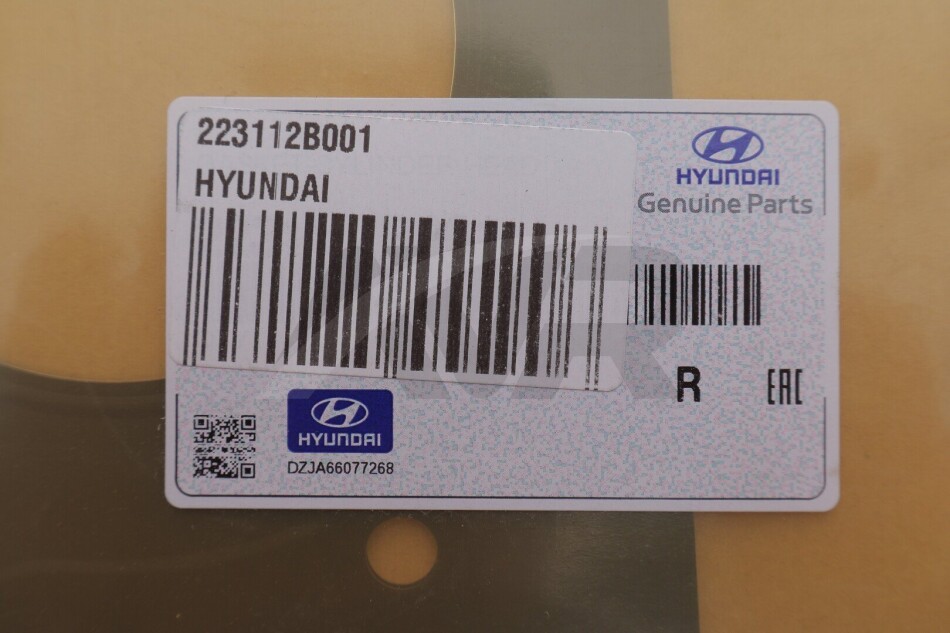 223112B001
HYUNDAI
HYUNDAI
Genuine Parts
R
EAC
HYUNDAI
DZJA66077268